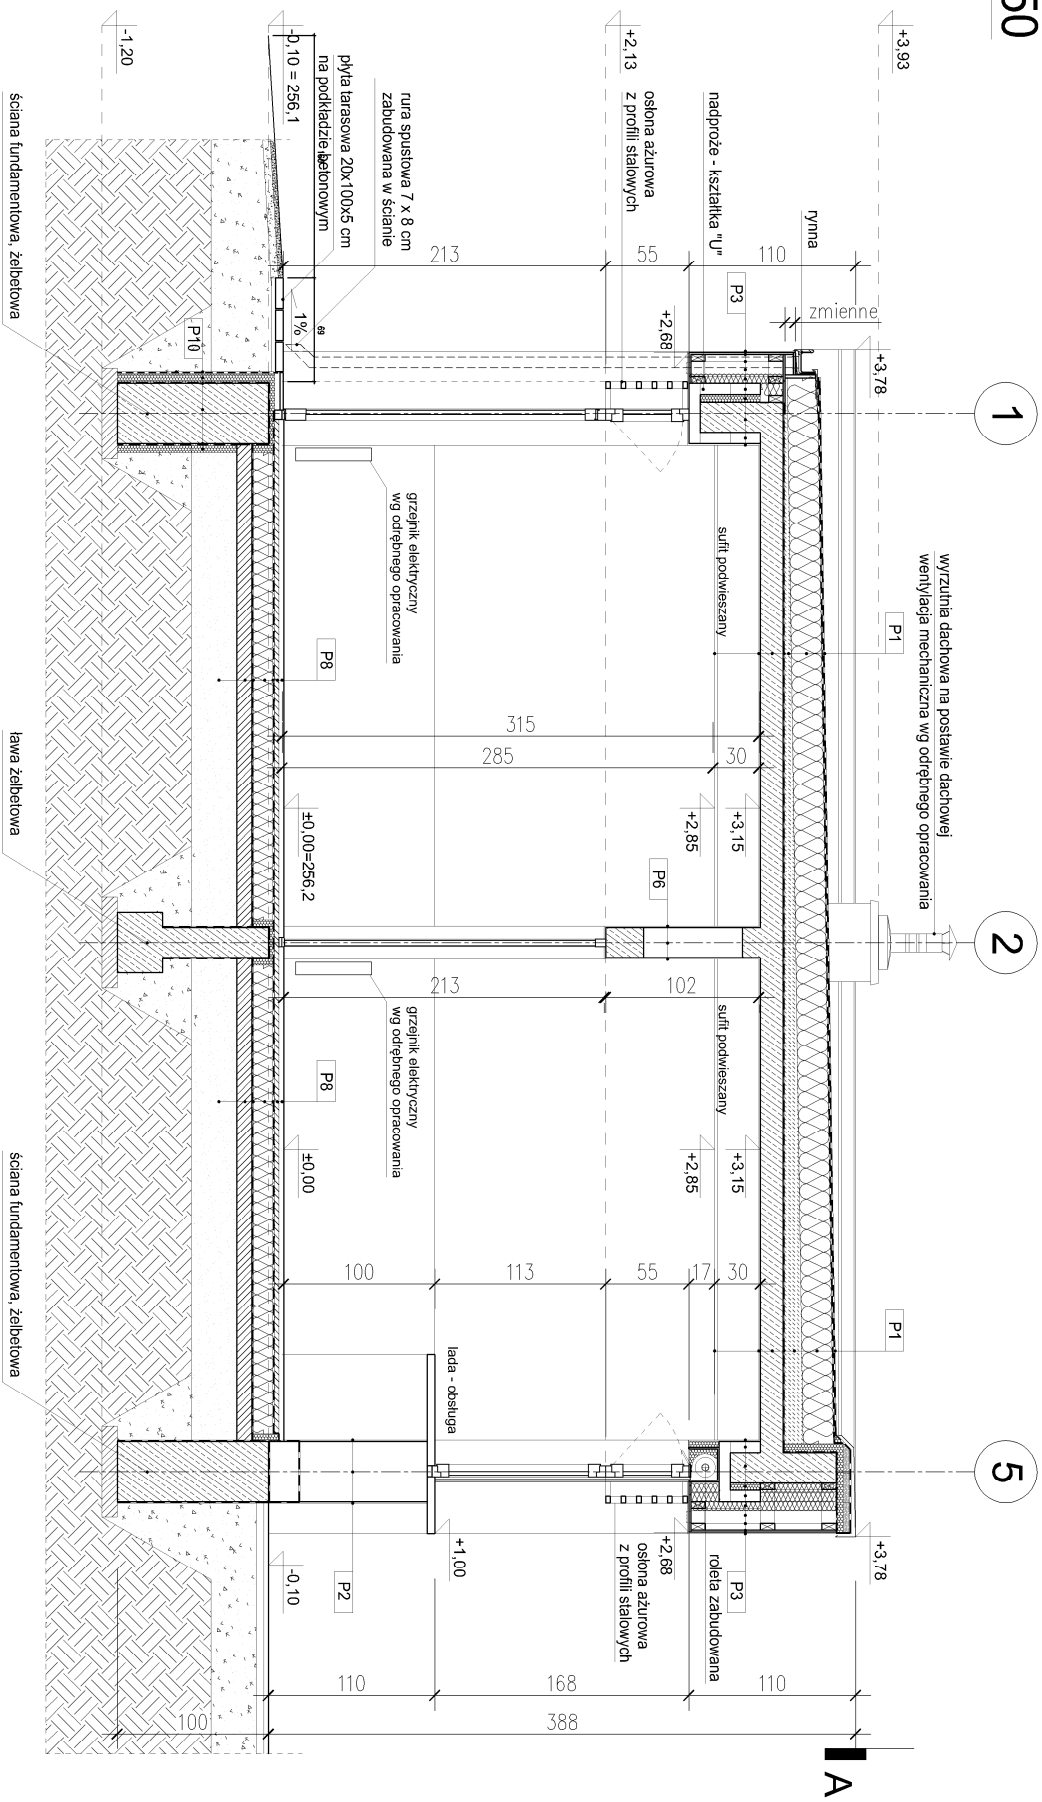 50
+3,93
+2,13
-0,10 = 256,1
-1,20
płyta tarasowa 20x100x5 cm
na podkładzie betonowym
rura spustowa 7 x 8 cm
zabudowana w ścianie
osłona ażurowa
z profili stalowych
nadproże - kształtka "U"
rynna
ściana fundamentowa, żelbetowa
213
55
110
zmienne
P3
+2,68
+3,78
1%
69
P10
1
grzejnik elektryczny
wg odrębnego opracowania
sufit podwieszany
wyrzutnia dachowa na postawie dachowej
wentylacja mechaniczna wg odrębnego opracowania
P1
P8
315
285
30
±0,00=256,2
+2,85
+3,15
P6
ława żelbetowa
2
213
102
grzejnik elektryczny
wg odrębnego opracowania
sufit podwieszany
P8
±0,00
+2,85
+3,15
100
113
55
17
30
P1
lada - obsługa
ściana fundamentowa, żelbetowa
5
-0,10
+1,00
+2,68
+3,78
P2
osłona ażurowa
z profili stalowych
roleta zabudowana
P3
110
168
110
100
388
A